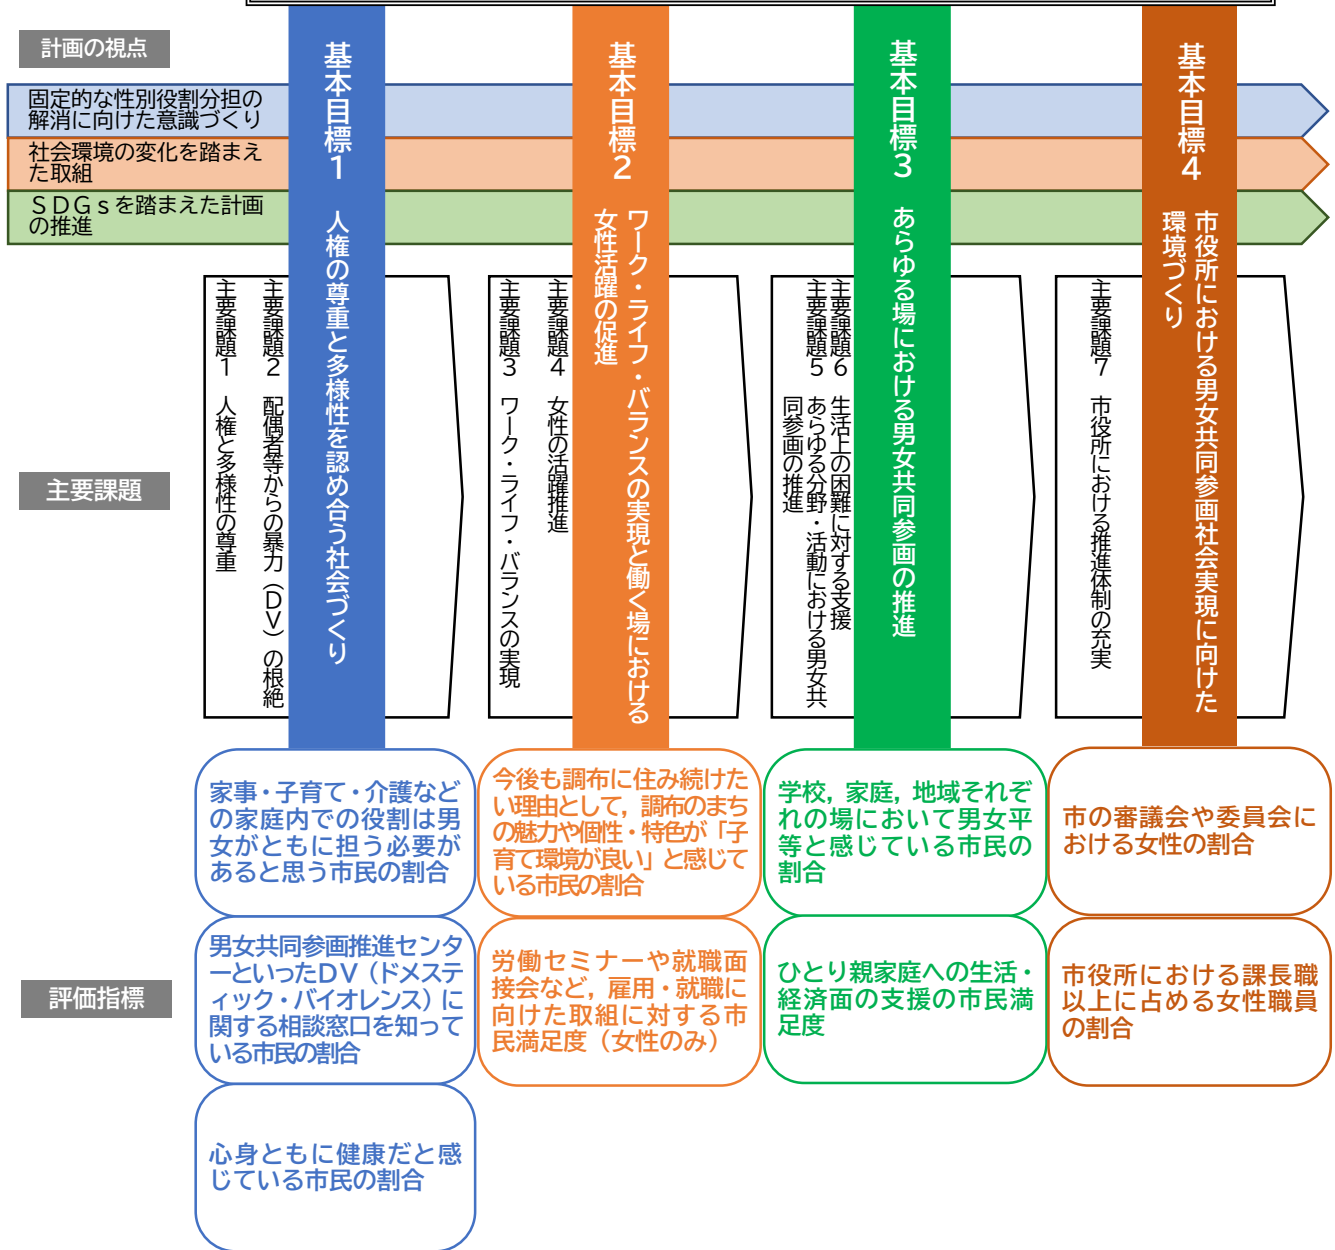 計画の視点
固定的な性別役割分担の
解消に向けた意識づくり
社会環境の変化を踏まえ
た取組
ＳＤＧｓを踏まえた計画
の推進
基本目標１　人権の尊重と多様性を認め合う社会づくり
基本目標２　ワーク・ライフ・バランスの実現と働く場における
女性活躍の促進
基本目標３　あらゆる場における男女共同参画の推進
基本目標４　市役所における男女共同参画社会実現に向けた
環境づくり
主要課題
主要課題１　人権と多様性の尊重
主要課題２　配偶者等からの暴力（ＤＶ）の根絶
主要課題３　ワーク・ライフ・バランスの実現
主要課題４　女性の活躍推進
主要課題５　あらゆる分野・活動における男女共
同参画の推進
主要課題６　生活上の困難に対する支援
主要課題７　市役所における推進体制の充実
評価指標
家事・子育て・介護など
の家庭内での役割は男
女がともに担う必要が
あると思う市民の割合
男女共同参画推進センタ
ーといったＤＶ（ドメステ
ィック・バイオレンス）に
関する相談窓口を知って
いる市民の割合
心身ともに健康だと感
じている市民の割合
今後も調布に住み続けた
い理由として，調布のまち
の魅力や個性・特色が「子
育て環境が良い」と感じて
いる市民の割合
労働セミナーや就職面
接会など，雇用・就職に
向けた取組に対する市
民満足度（女性のみ）
学校，家庭，地域それぞ
れの場において男女平
等と感じている市民の
割合
ひとり親家庭への生活・
経済面の支援の市民満
足度
市の審議会や委員会に
おける女性の割合
市役所における課長職
以上に占める女性職員
の割合